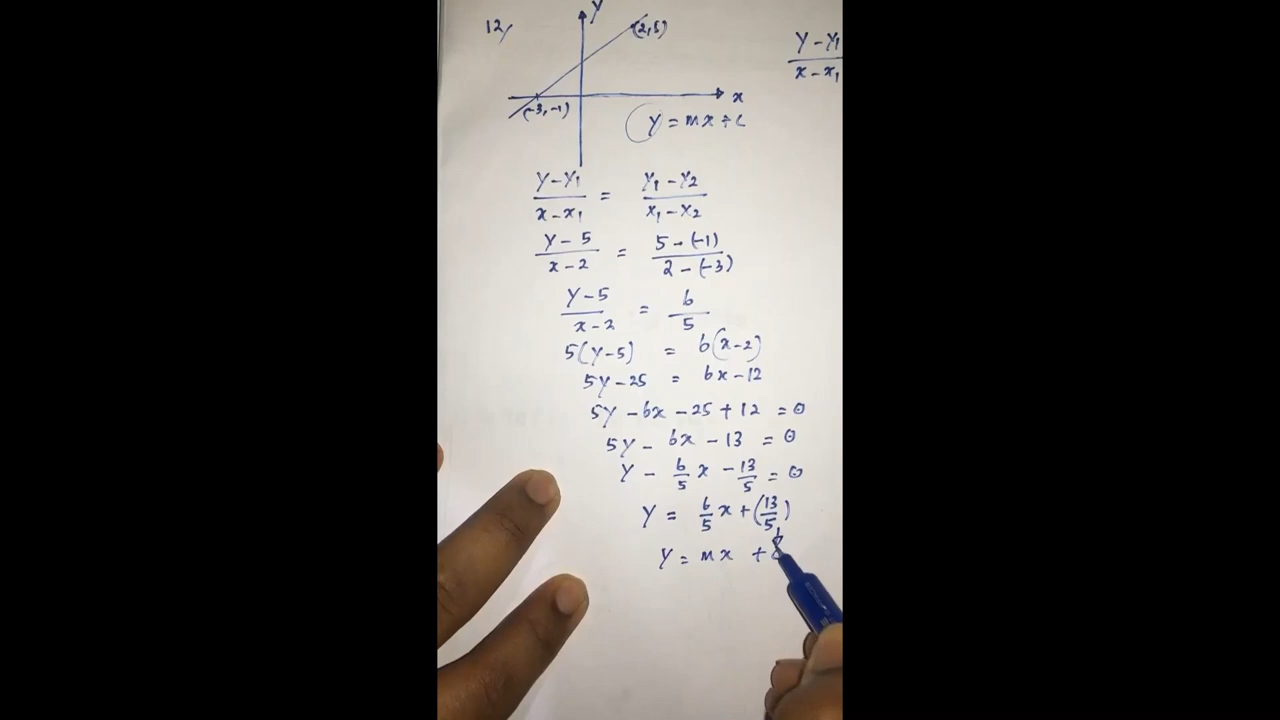 12/
Y
(2,5)
Y - Y1
x - x1
x
(-3,-1)
Y = mx + c
Y - Y1 / x - x1 = Y1 - Y2 / x1 - x2
Y - 5 / x - 2 = 5 - (-1) / 2 - (-3)
Y - 5 / x - 2 = 6 / 5
5(Y - 5) = 6(x - 2)
5Y - 25 = 6x - 12
5Y - 6x - 25 + 12 = 0
5Y - 6x - 13 = 0
Y - 6/5 x - 13/5 = 0
Y = 6/5 x + (13/5)
Y = mx +